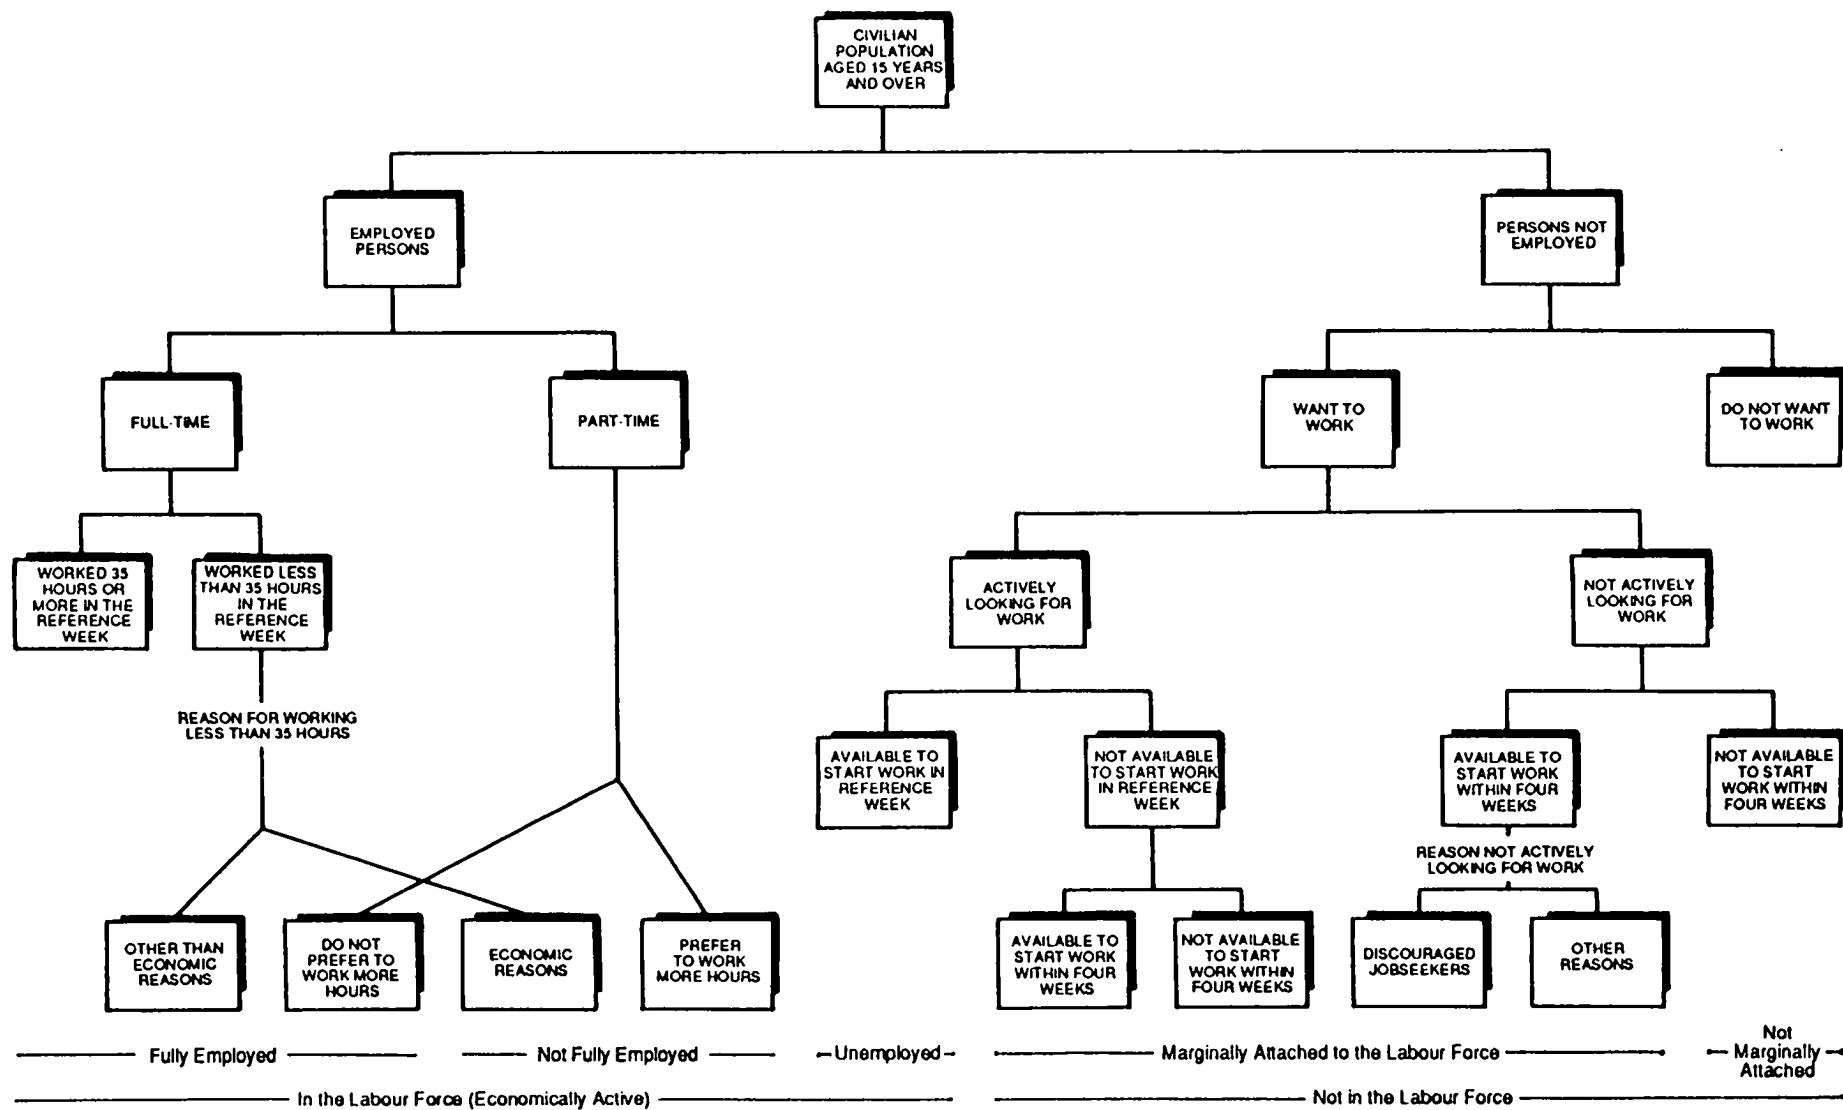 CIVILIAN
POPULATION
AGED 15 YEARS
AND OVER
EMPLOYED
PERSONS
PERSONS NOT
EMPLOYED
FULL-TIME
PART-TIME
WANT TO
WORK
DO NOT WANT
TO WORK
WORKED 35
HOURS OR
MORE IN THE
REFERENCE
WEEK
WORKED LESS
THAN 35 HOURS
IN THE
REFERENCE
WEEK
ACTIVELY
LOOKING FOR
WORK
NOT ACTIVELY
LOOKING FOR
WORK
REASON FOR WORKING
LESS THAN 35 HOURS
AVAILABLE TO
START WORK IN
REFERENCE
WEEK
NOT AVAILABLE
TO START WORK
IN REFERENCE
WEEK
AVAILABLE TO
START WORK
WITHIN FOUR
WEEKS
NOT AVAILABLE
TO START
WORK WITHIN
FOUR WEEKS
REASON NOT ACTIVELY
LOOKING FOR WORK
OTHER THAN
ECONOMIC
REASONS
DO NOT
PREFER TO
WORK MORE
HOURS
ECONOMIC
REASONS
PREFER
TO WORK
MORE HOURS
AVAILABLE TO
START WORK
WITHIN FOUR
WEEKS
NOT AVAILABLE
TO START
WORK WITHIN
FOUR WEEKS
DISCOURAGED
JOBSEEKERS
OTHER
REASONS
Fully Employed
Not Fully Employed
Unemployed
Marginally Attached to the Labour Force
Not
Marginally
Attached
In the Labour Force (Economically Active)
Not in the Labour Force